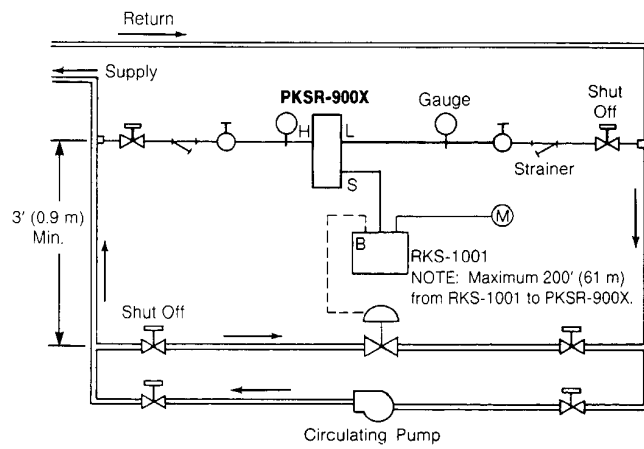 Return
Supply
PKSR-900X
Gauge
Shut
Off
H
L
Strainer
S
3' (0.9 m)
Min.
M
B
RKS-1001
NOTE: Maximum 200' (61 m)
from RKS-1001 to PKSR-900X.
Shut Off
Circulating Pump